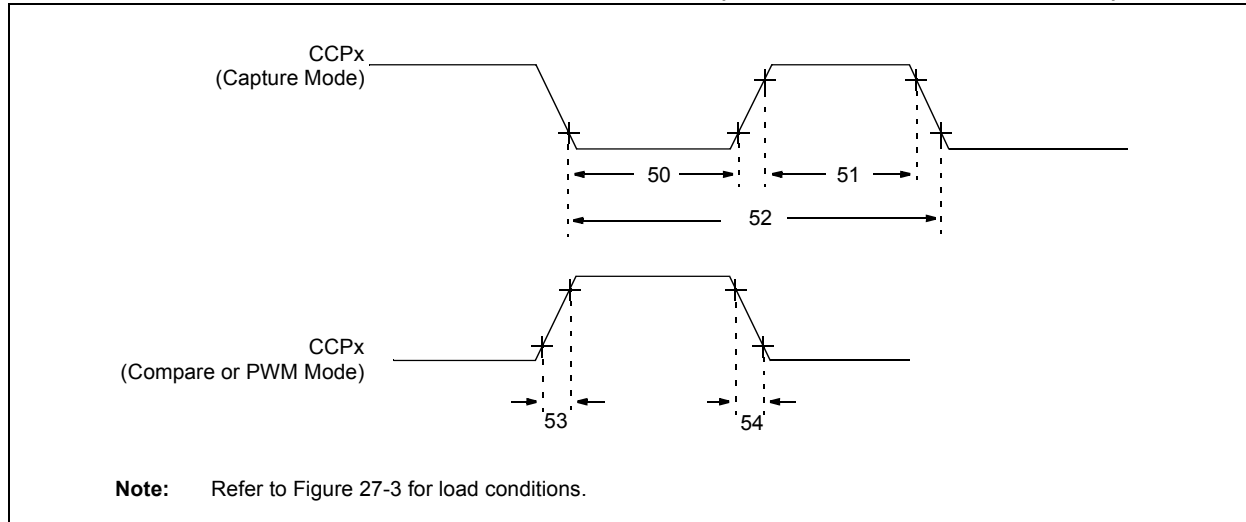 CCPx
(Capture Mode)
50
51
52
CCPx
(Compare or PWM Mode)
53
54
Note: Refer to Figure 27-3 for load conditions.